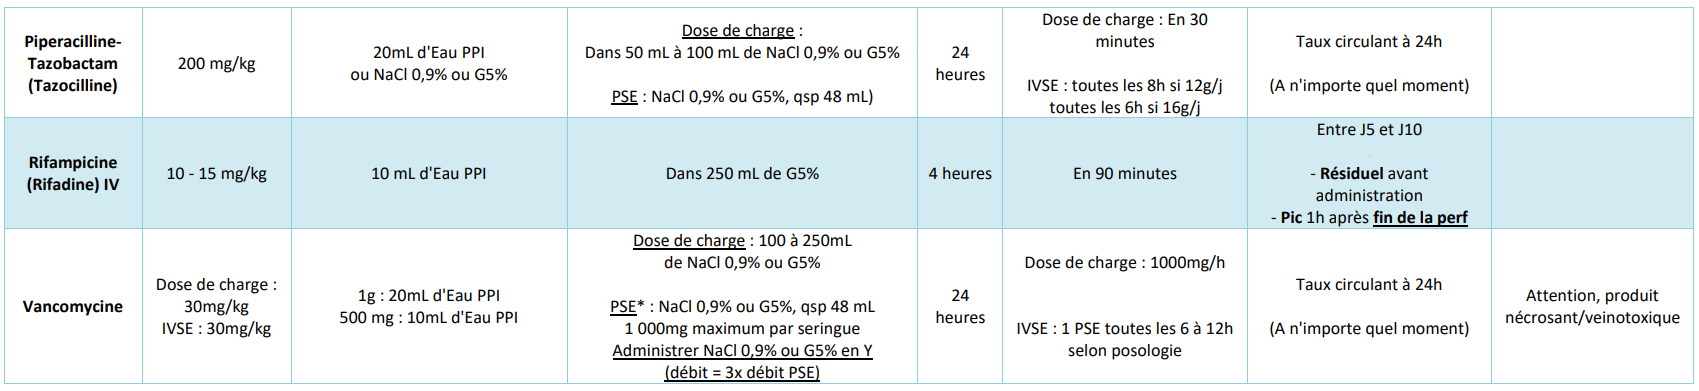 Piperacilline-
Tazobactam
(Tazocilline)
200 mg/kg
20mL d'Eau PPI
ou NaCl 0,9% ou G5%
Dose de charge :
Dans 50 mL à 100 mL de NaCl 0,9% ou G5%
PSE : NaCl 0,9% ou G5%, qsp 48 mL)
24
heures
Dose de charge : En 30
minutes
IVSE : toutes les 8h si 12g/j
toutes les 6h si 16g/j
Taux circulant à 24h
(A n'importe quel moment)
Rifampicine
(Rifadine) IV
10 - 15 mg/kg
10 mL d'Eau PPI
Dans 250 mL de G5%
4 heures
En 90 minutes
Entre J5 et J10
- Résiduel avant
administration
- Pic 1h après fin de la perf
Vancomycine
Dose de charge :
30mg/kg
IVSE : 30mg/kg
1g : 20mL d'Eau PPI
500 mg : 10mL d'Eau PPI
Dose de charge : 100 à 250mL
de NaCl 0,9% ou G5%
PSE* : NaCl 0,9% ou G5%, qsp 48 mL
1 000mg maximum par seringue
Administrer NaCl 0,9% ou G5% en Y
(débit = 3x débit PSE)
24
heures
Dose de charge : 1000mg/h
IVSE : 1 PSE toutes les 6 à 12h
selon posologie
Taux circulant à 24h
(A n'importe quel moment)
Attention, produit
nécrosant/veinotoxique